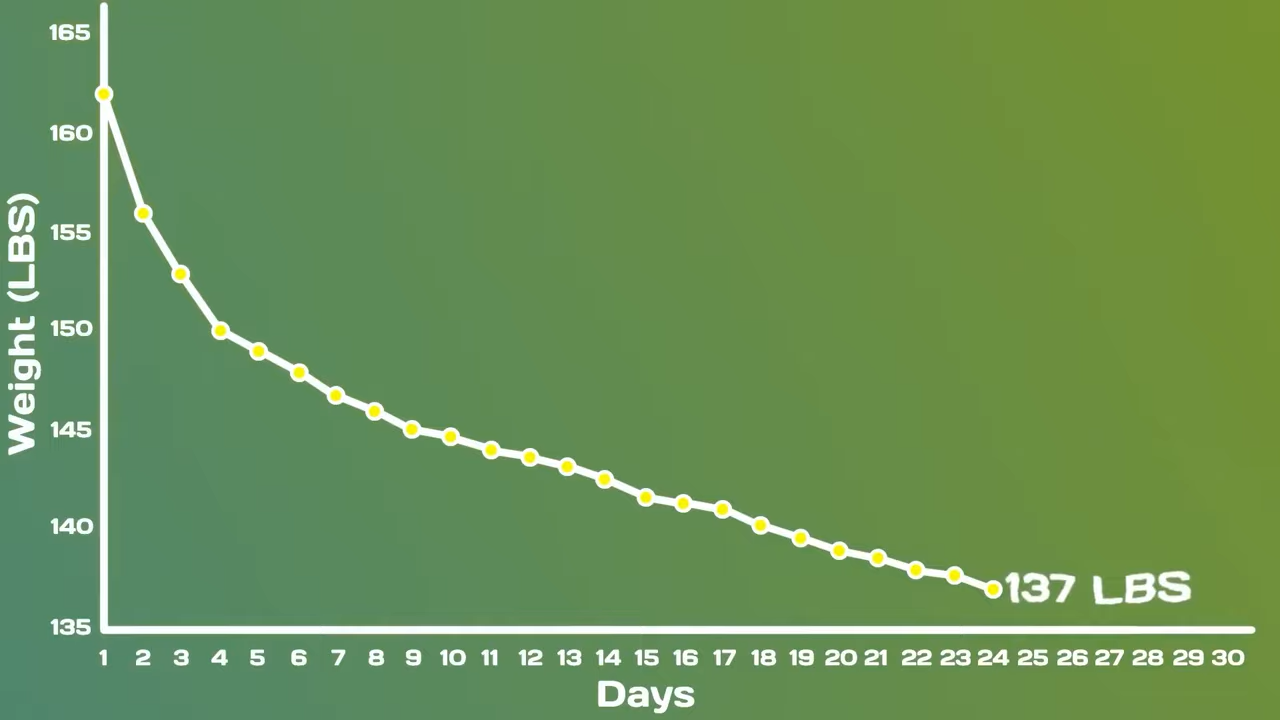 165
160
155
150
145
140
135
Weight (LBS)
137 LBS
1 2 3 4 5 6 7 8 9 10 11 12 13 14 15 16 17 18 19 20 21 22 23 24 25 26 27 28 29 30
Days